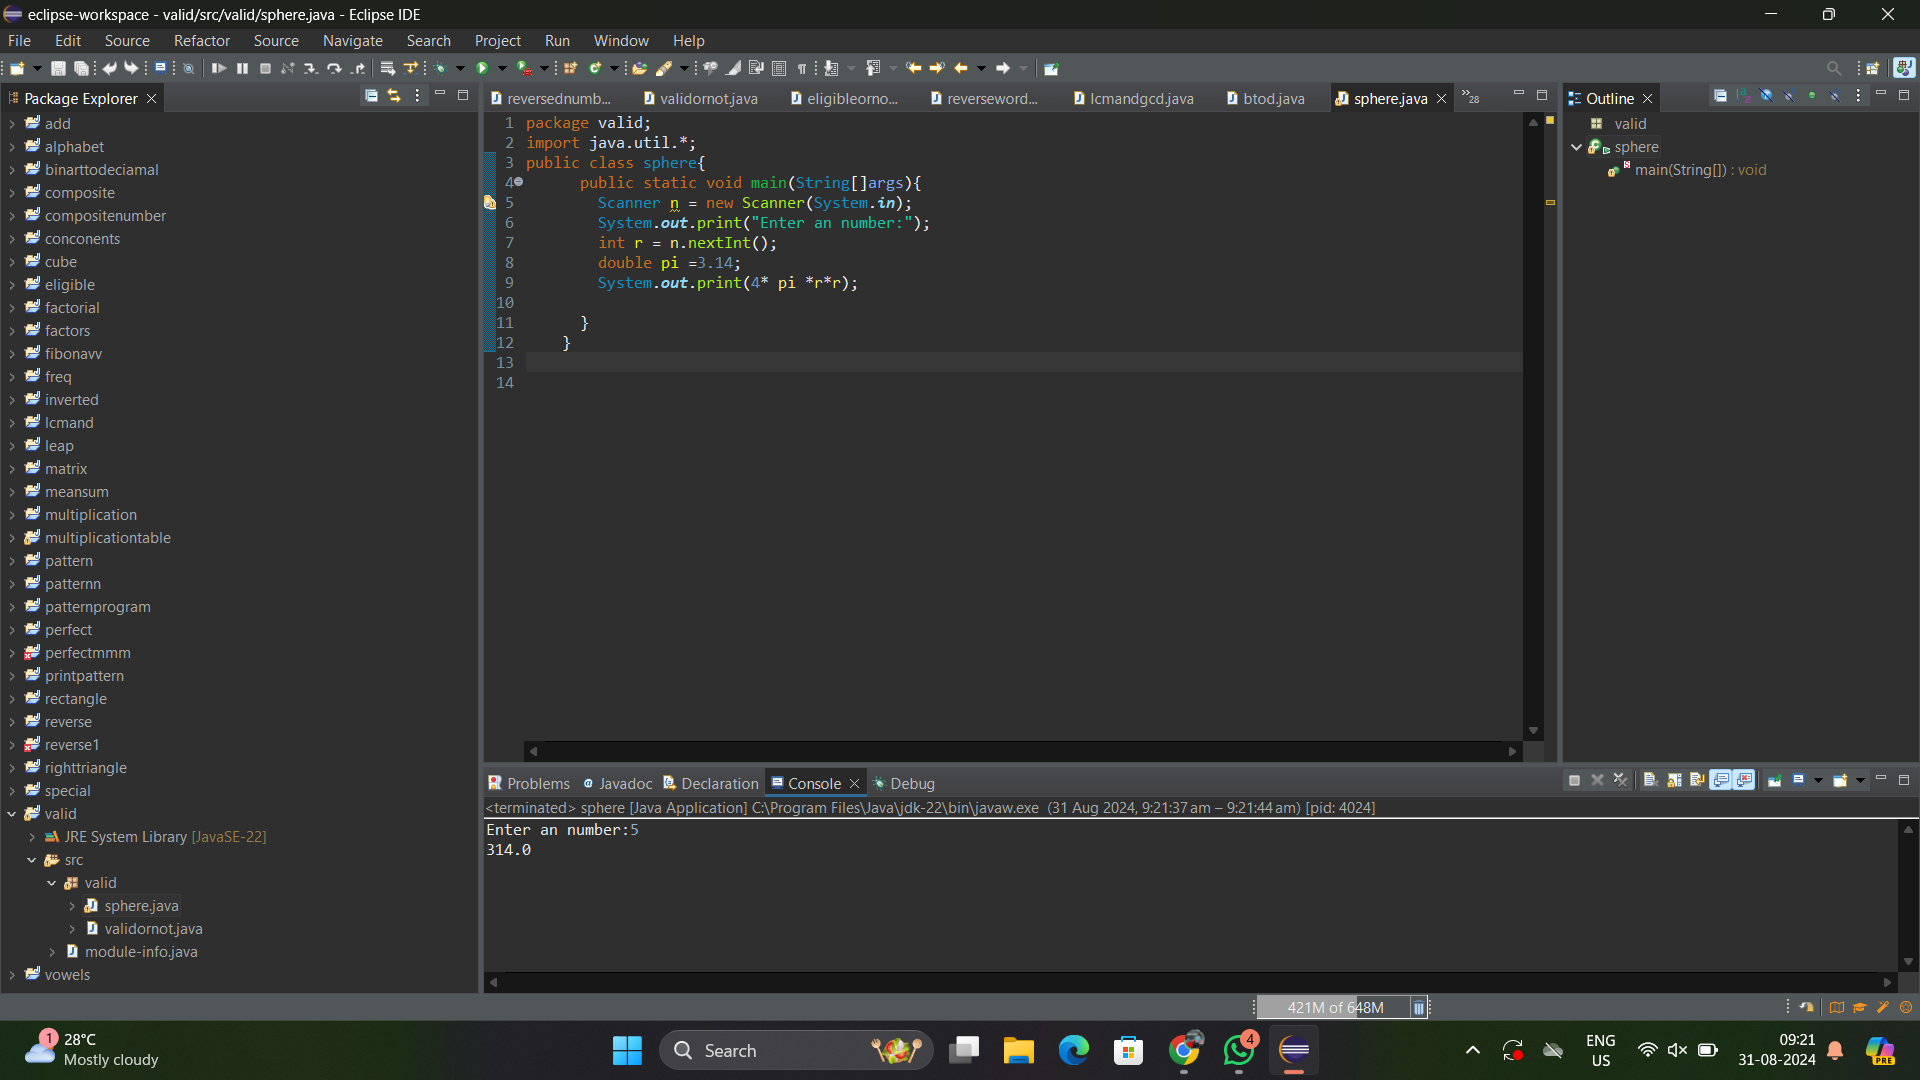 eclipse-workspace - valid/src/valid/sphere.java - Eclipse IDE
File Edit Source Refactor Source Navigate Search Project Run Window Help
Package Explorer
add
alphabet
binarttodeciamal
composite
compositenumber
conconents
cube
eligible
factorial
factors
fibonavv
freq
inverted
lcmand
leap
matrix
meansum
multiplication
multiplicationtable
pattern
patternn
patternprogram
perfect
perfectmmm
printpattern
rectangle
reverse
reverse1
righttriangle
special
valid
JRE System Library [JavaSE-22]
src
valid
sphere.java
validornot.java
module-info.java
vowels
reversednumb... validornot.java eligibleorno... reverseword... lcmandgcd.java btod.java sphere.java »28
1 package valid;
2 import java.util.*;
3 public class sphere{
4 public static void main(String[]args){
5 Scanner n = new Scanner(System.in);
6 System.out.print("Enter an number:");
7 int r = n.nextInt();
8 double pi =3.14;
9 System.out.print(4* pi *r*r);
10
11 }
12 }
13
14
Outline
valid
sphere
main(String[]) : void
Problems @ Javadoc Declaration Console Debug
<terminated> sphere [Java Application] C:\Program Files\Java\jdk-22\bin\javaw.exe (31 Aug 2024, 9:21:37 am – 9:21:44 am) [pid: 4024]
Enter an number:5
314.0
421M of 648M
1
28°C
Mostly cloudy
Search
4
ENG
US
09:21
31-08-2024
PRE